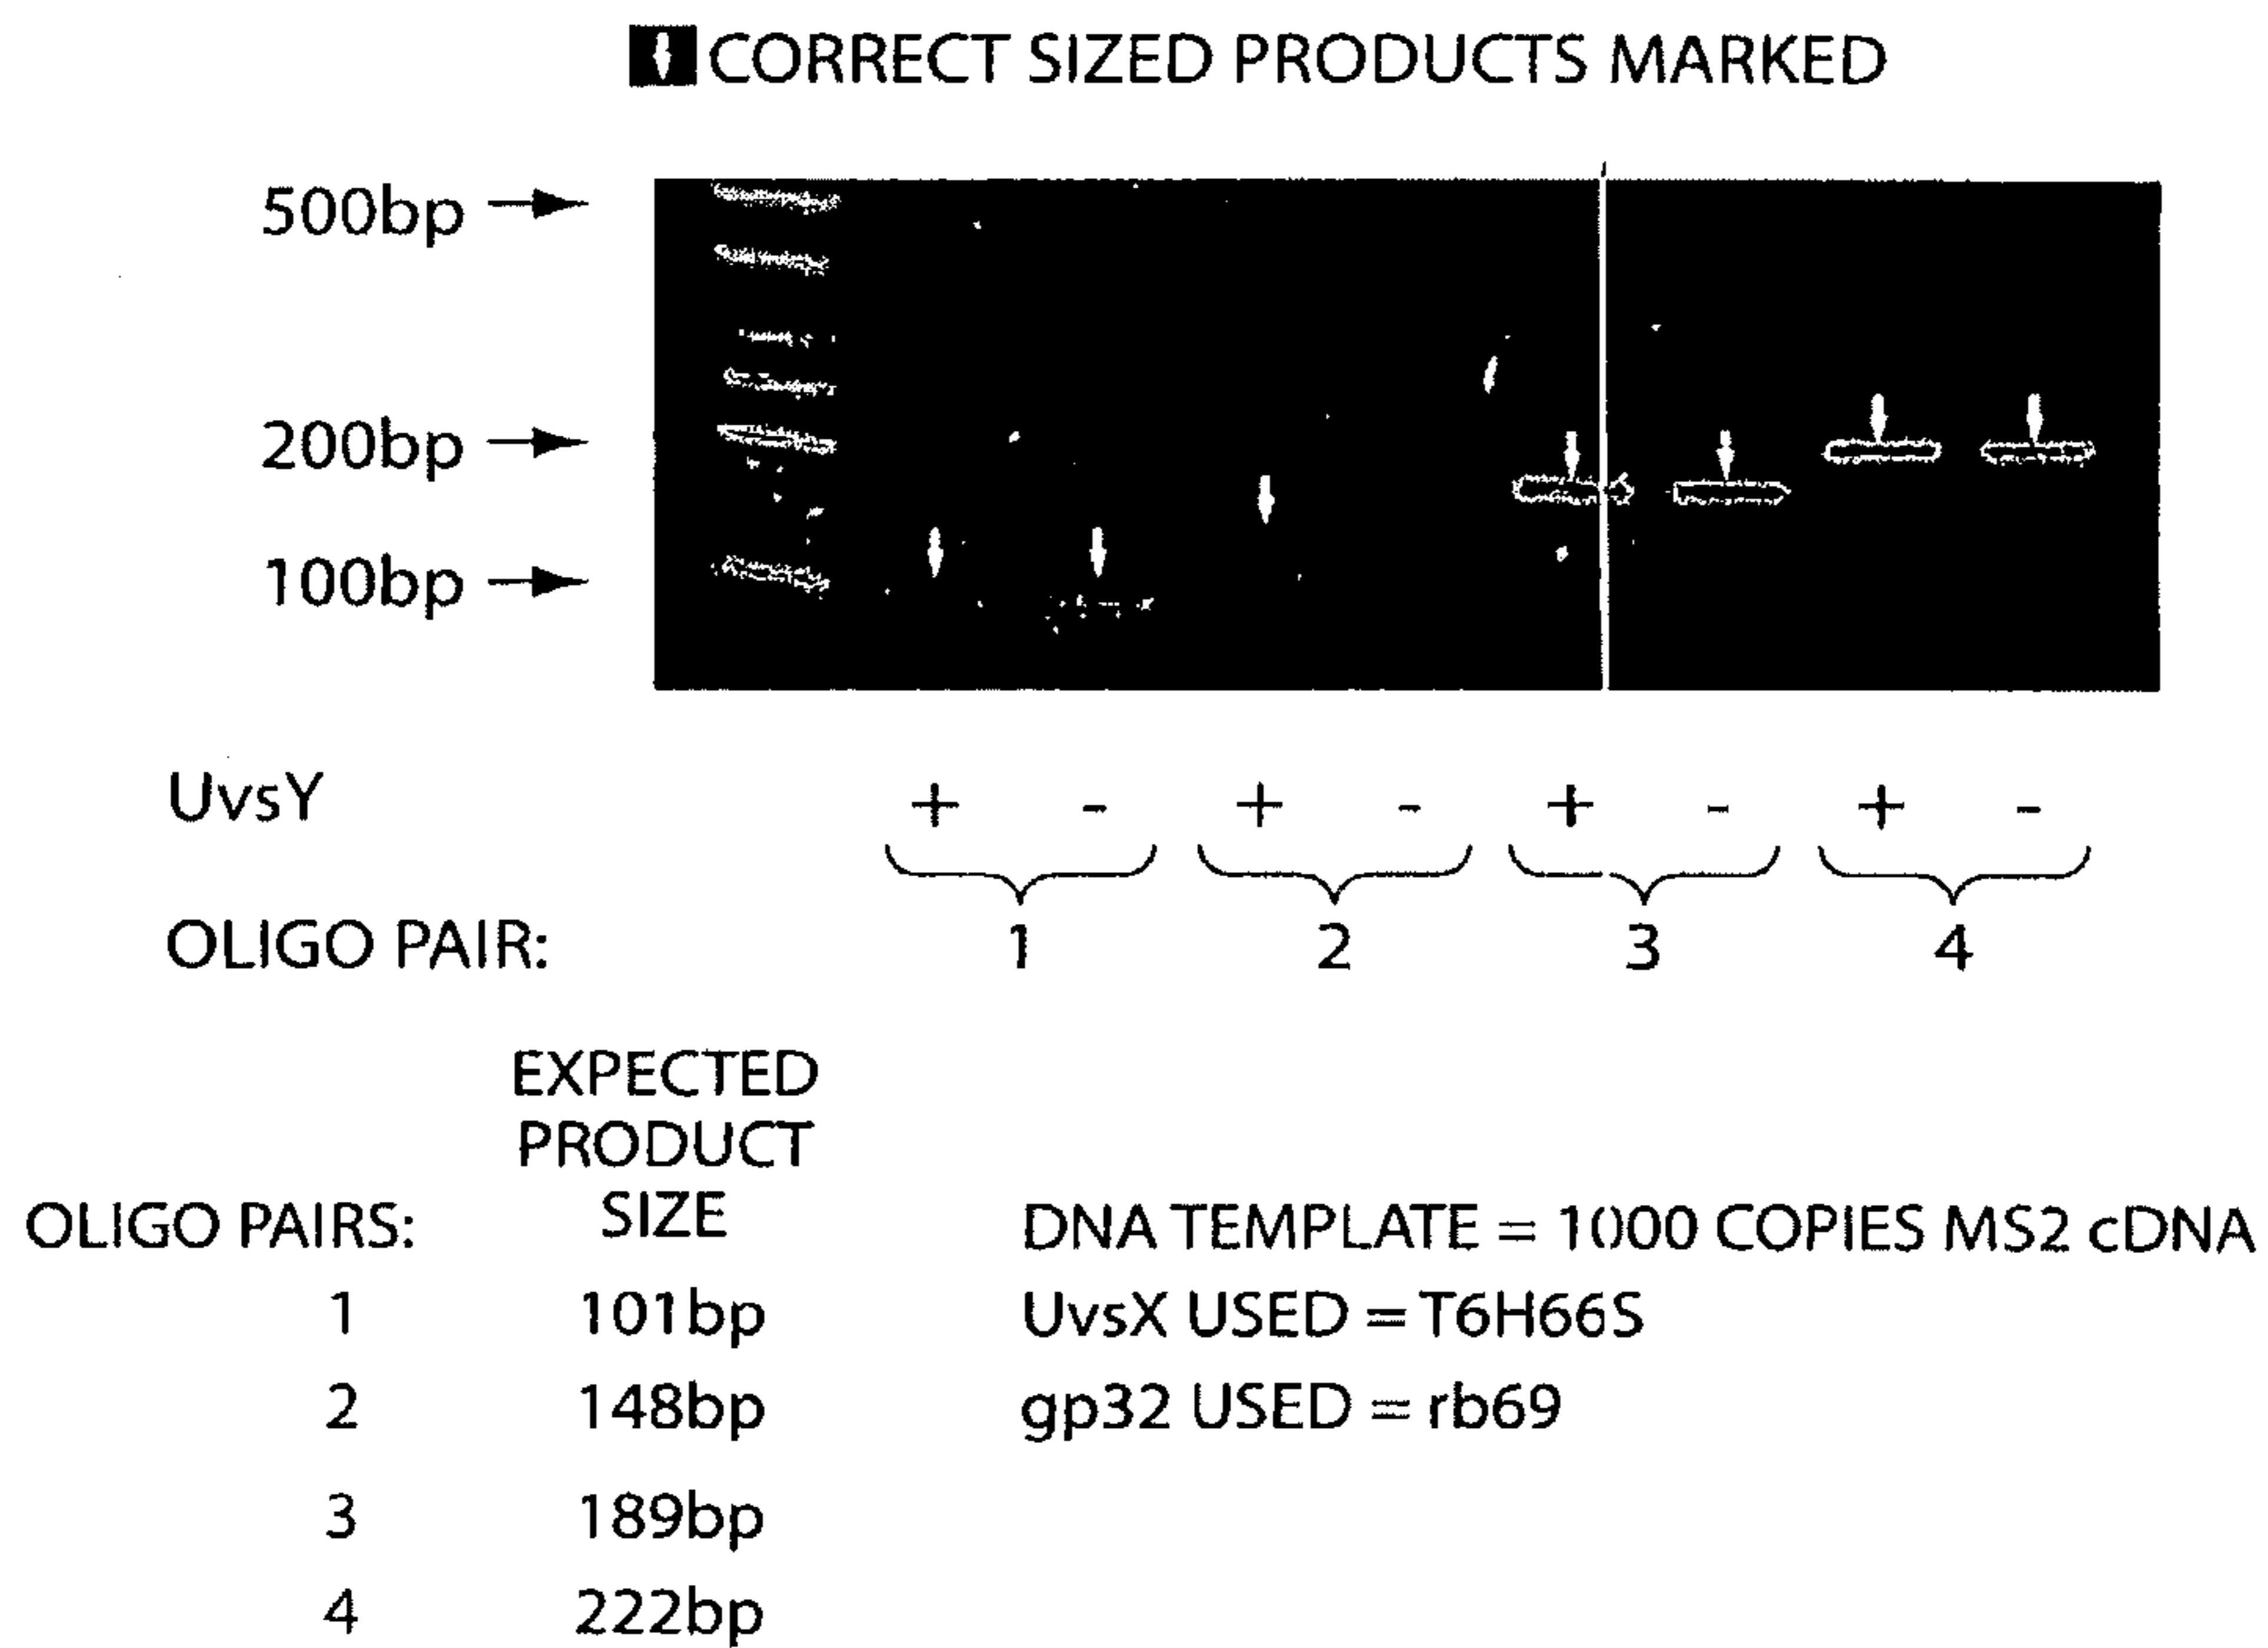 CORRECT SIZED PRODUCTS MARKED
500bp
200bp
100bp
UvsY + - + - + - + -
OLIGO PAIR: 1 2 3 4
EXPECTED
PRODUCT
OLIGO PAIRS: SIZE DNA TEMPLATE = 1000 COPIES MS2 cDNA
1 101bp UvsX USED = T6H66S
2 148bp gp32 USED = rb69
3 189bp
4 222bp